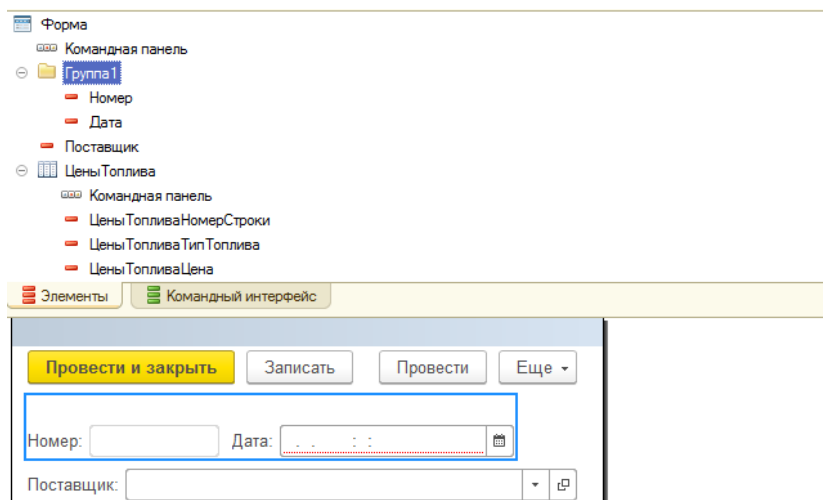 Форма
Командная панель
Группа1
Номер
Дата
Поставщик
ЦеныТоплива
Командная панель
ЦеныТопливаНомерСтроки
ЦеныТопливаТипТоплива
ЦеныТопливаЦена
Элементы Командный интерфейс
Провести и закрыть Записать Провести Еще
Номер: Дата: . . : :
Поставщик: